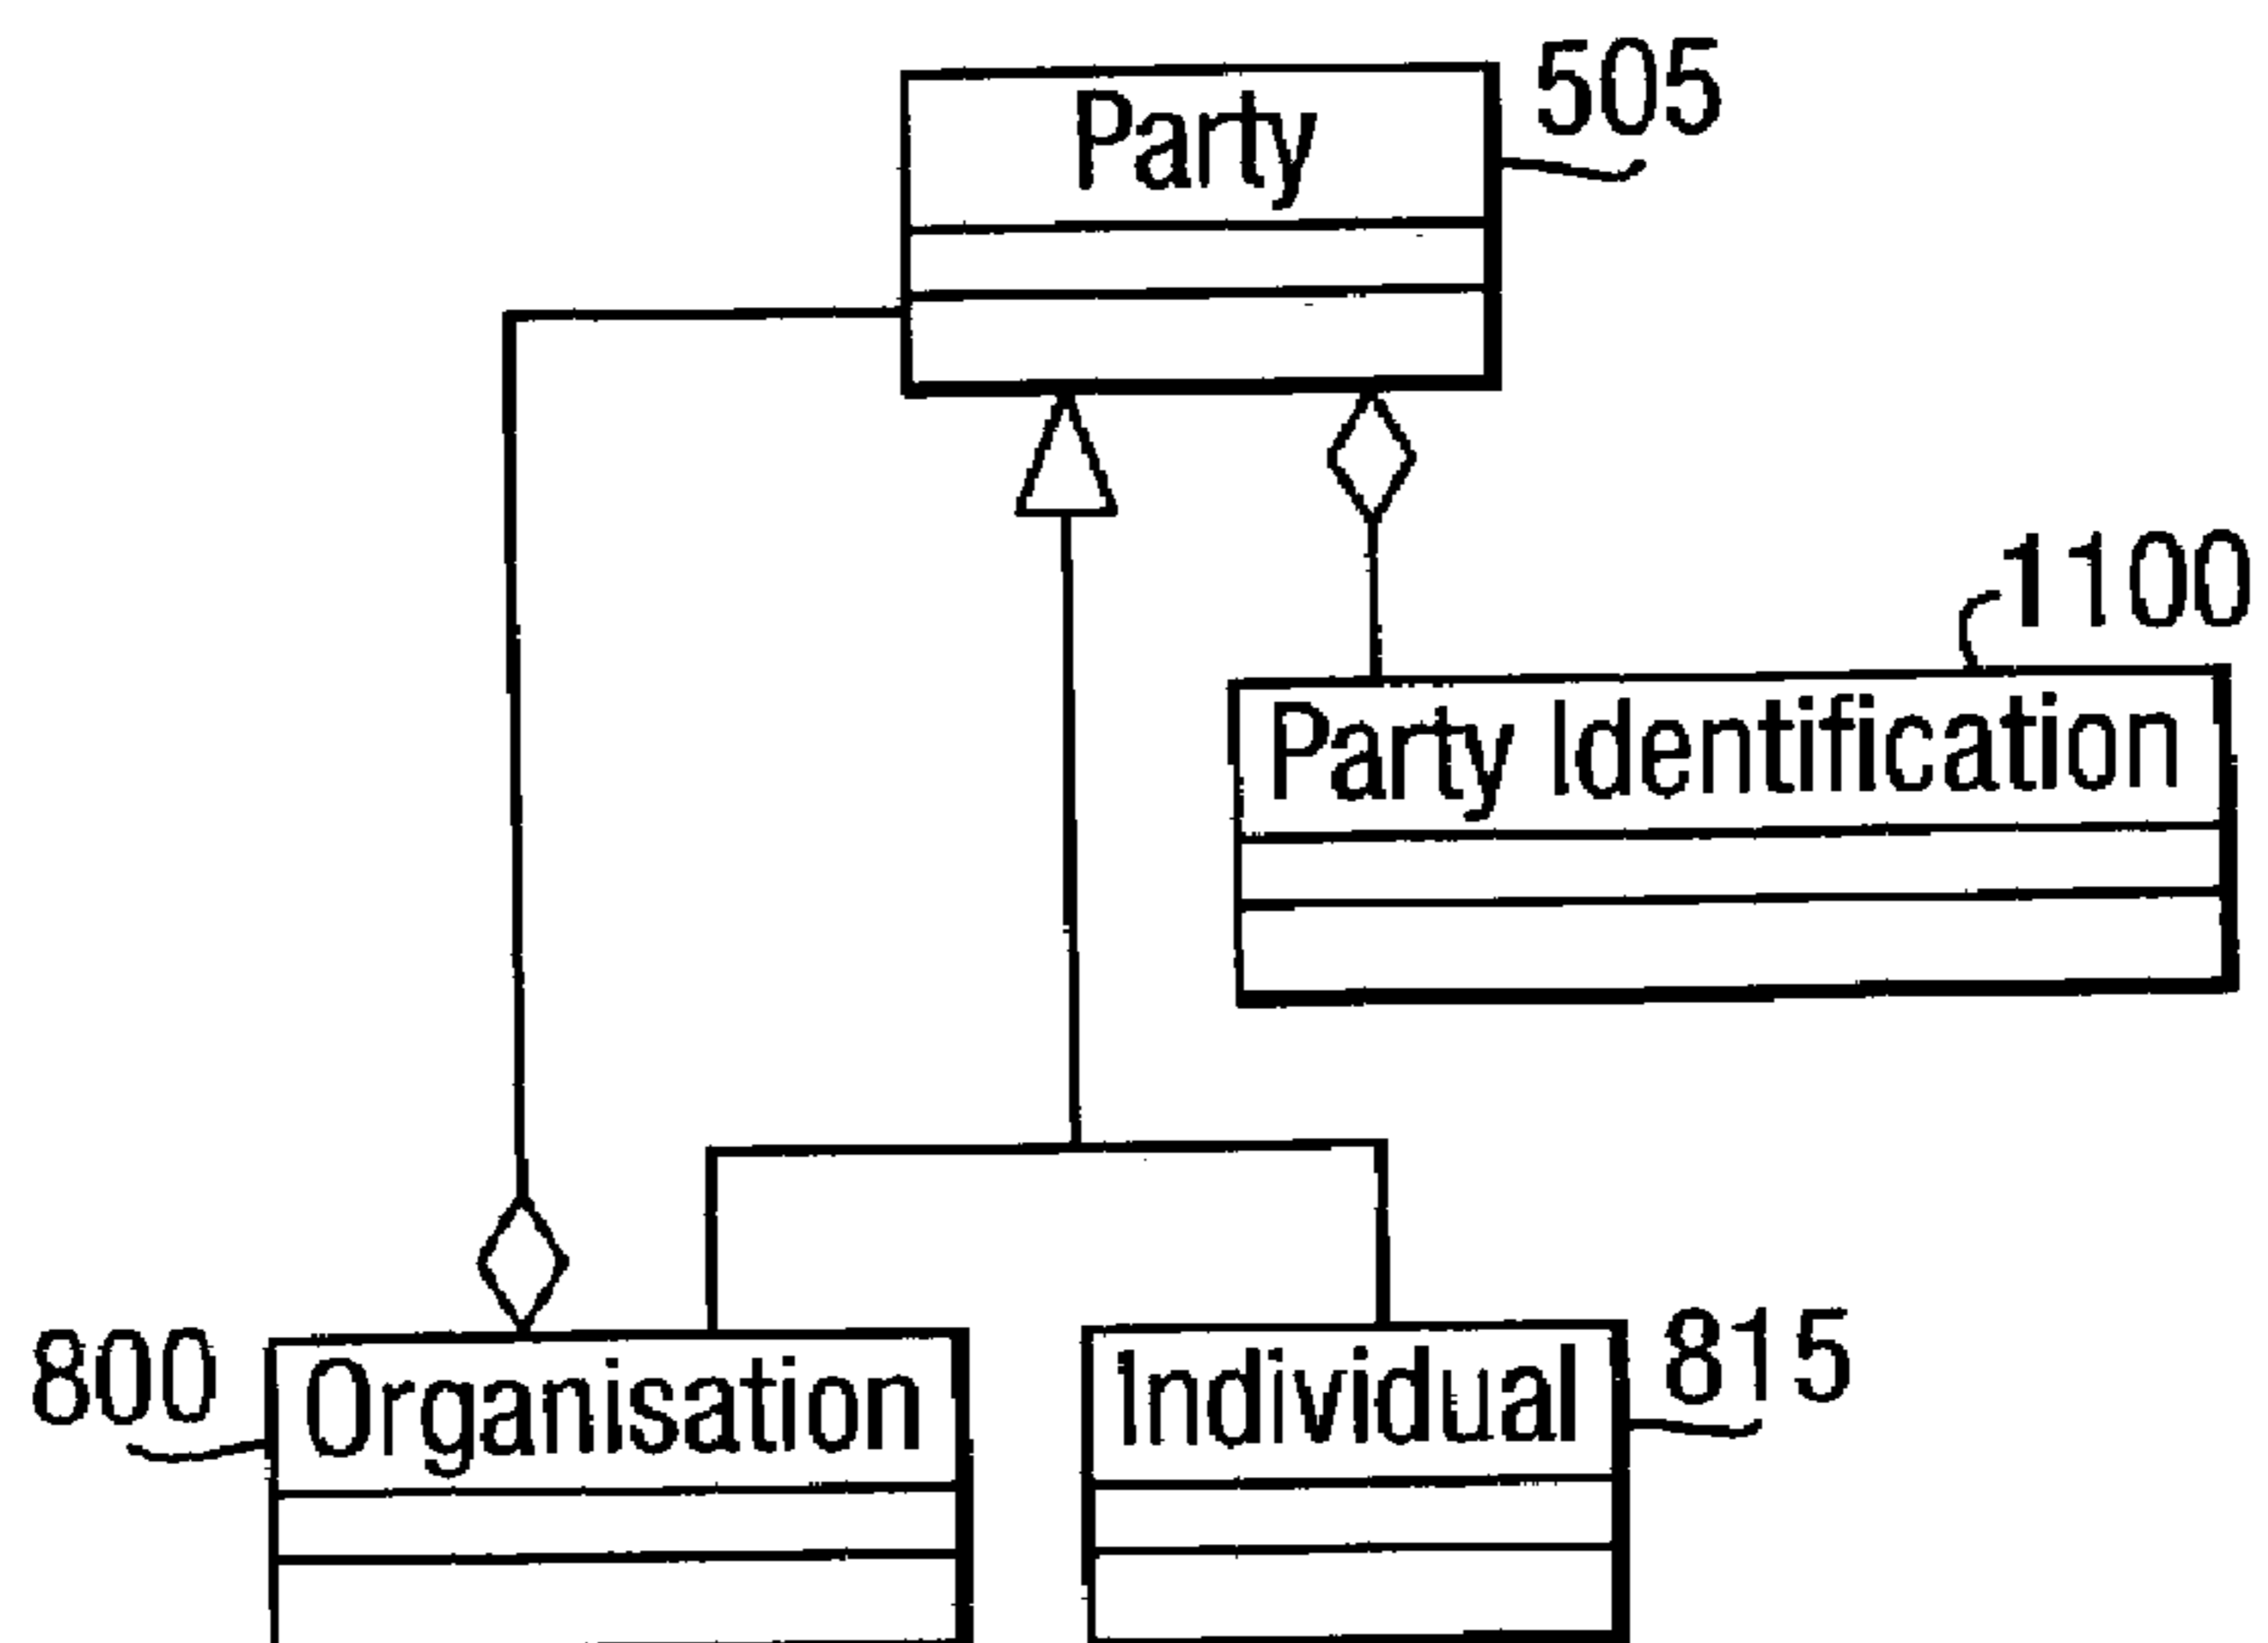 Party
505
1100
Party Identification
800
Organisation
Individual
815